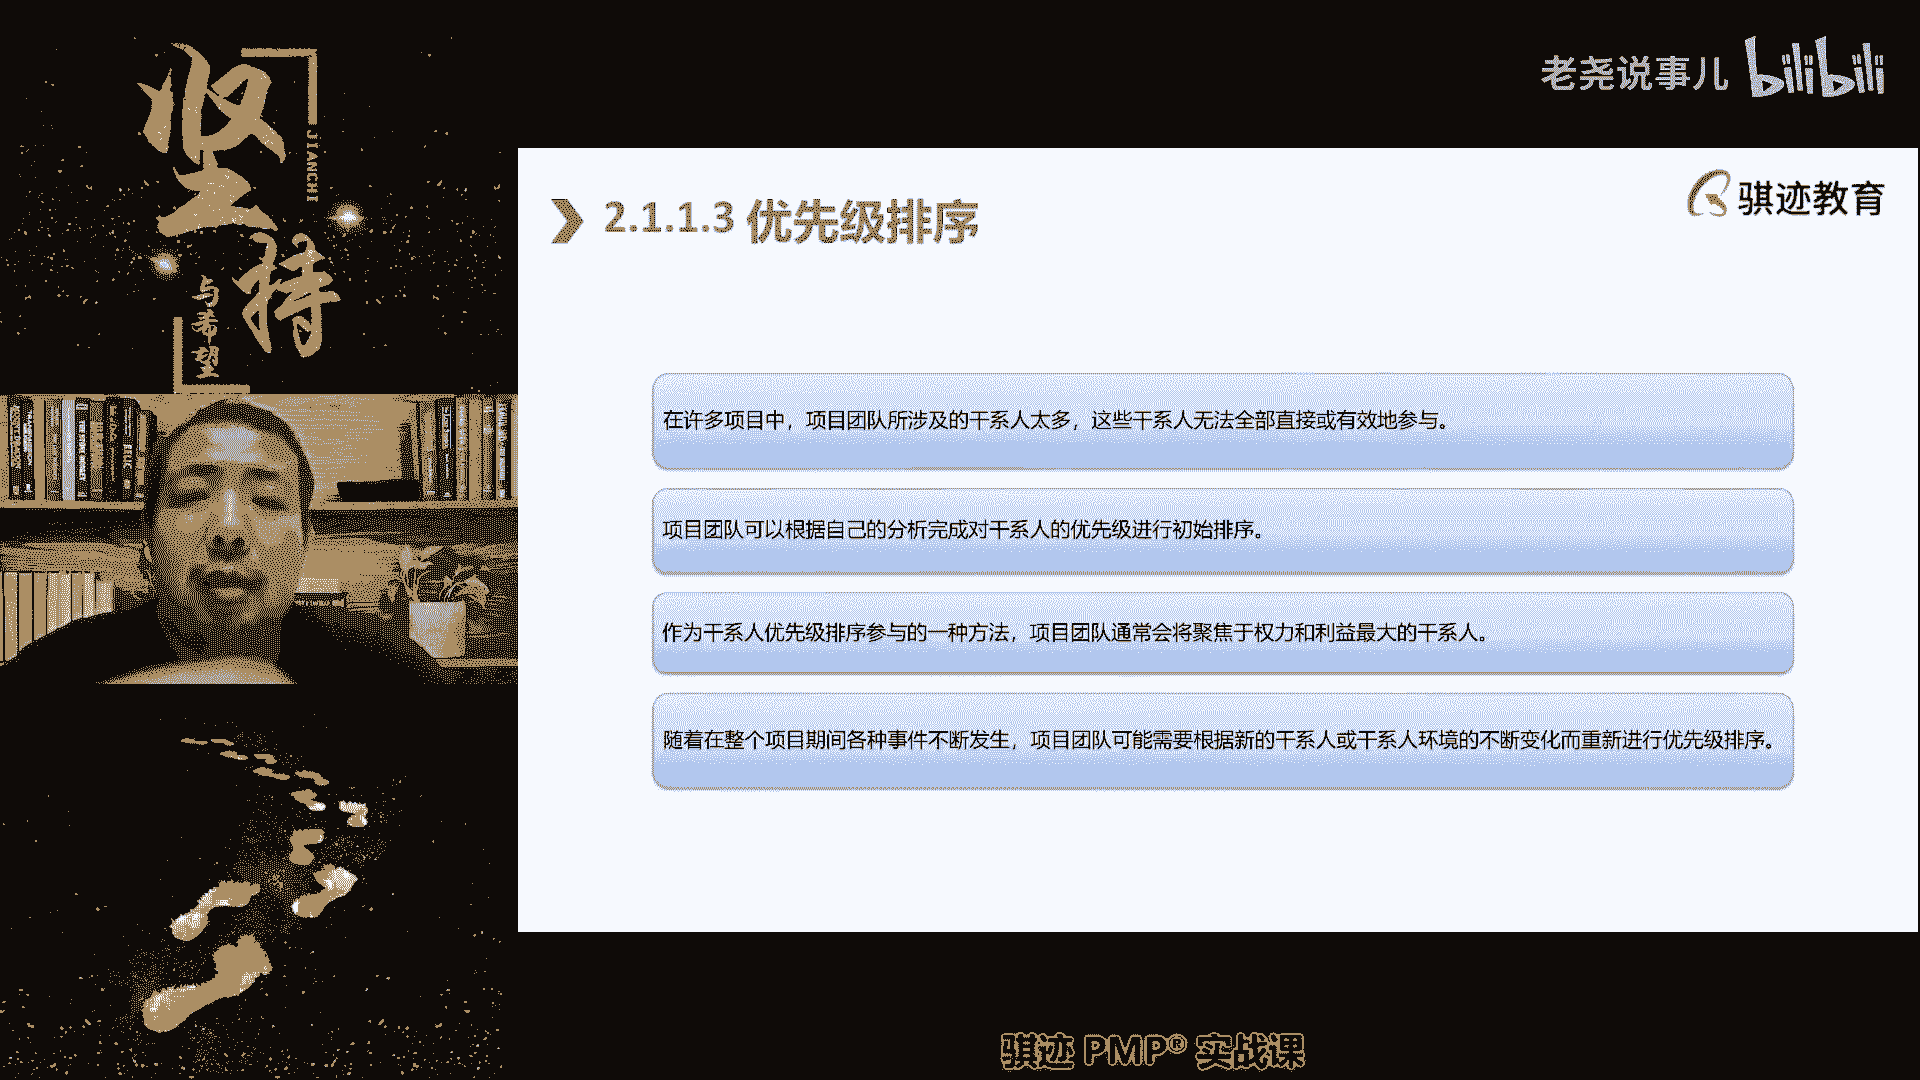 坚持
JIANCHI
与希望
老尧说事儿 bilibili
骐迹教育
2.1.1.3 优先级排序
在许多项目中，项目团队所涉及的干系人太多，这些干系人无法全部直接或有效地参与。
项目团队可以根据自己的分析完成对干系人的优先级进行初始排序。
作为干系人优先级排序参与的一种方法，项目团队通常会将聚焦于权力和利益最大的干系人。
随着在整个项目期间各种事件不断发生，项目团队可能需要根据新的干系人或干系人环境的不断变化而重新进行优先级排序。
骐迹 PMP® 实战课